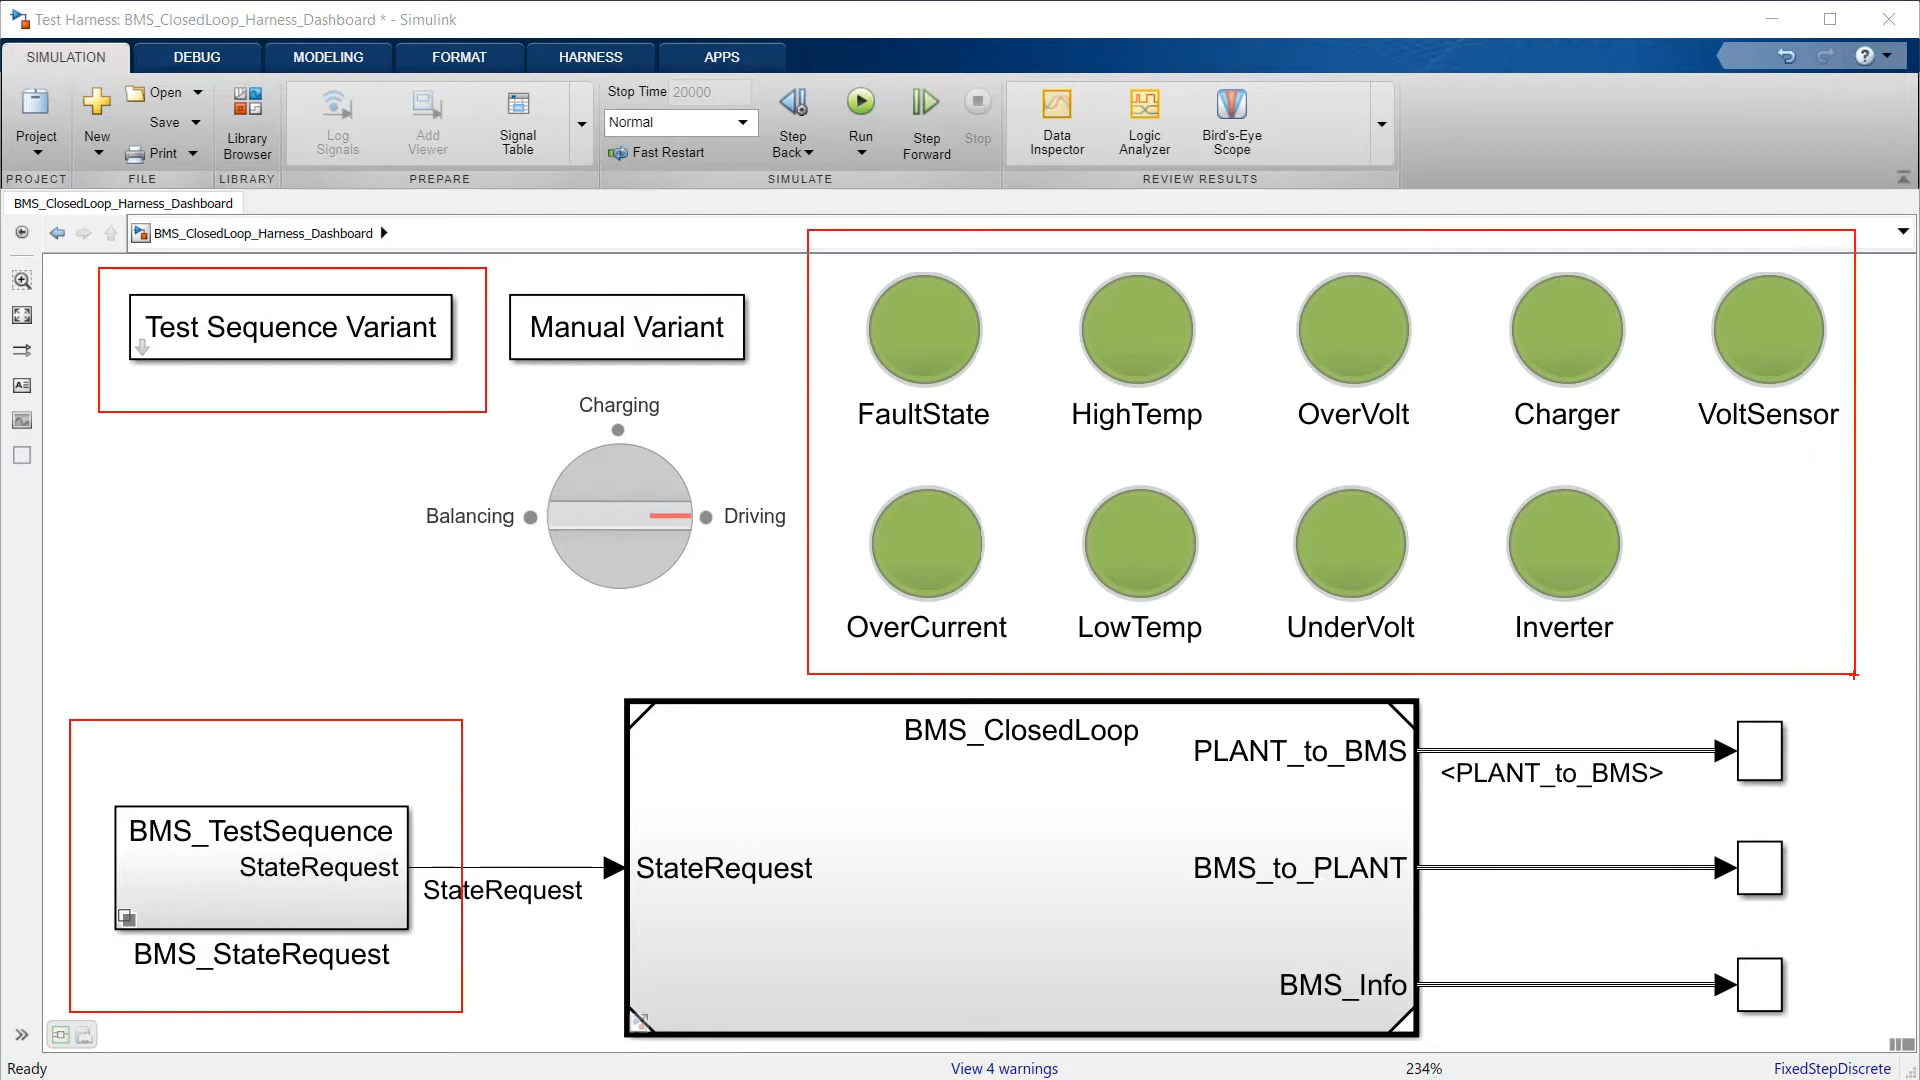 Test Harness: BMS_ClosedLoop_Harness_Dashboard * - Simulink
SIMULATION DEBUG MODELING FORMAT HARNESS APPS
Project
New
Open
Save
Print
Library
Browser
Log
Signals
Add
Viewer
Signal
Table
Stop Time 20000
Normal
Fast Restart
Step
Back
Run
Step
Forward
Stop
Data
Inspector
Logic
Analyzer
Bird's-Eye
Scope
PROJECT FILE LIBRARY PREPARE SIMULATE REVIEW RESULTS
BMS_ClosedLoop_Harness_Dashboard
BMS_ClosedLoop_Harness_Dashboard
Test Sequence Variant
Manual Variant
Charging
Balancing
Driving
FaultState HighTemp OverVolt Charger VoltSensor
OverCurrent LowTemp UnderVolt Inverter
BMS_TestSequence
StateRequest
BMS_StateRequest
StateRequest
BMS_ClosedLoop
StateRequest
PLANT_to_BMS
<PLANT_to_BMS>
BMS_to_PLANT
BMS_Info
Ready
View 4 warnings
234%
FixedStepDiscrete